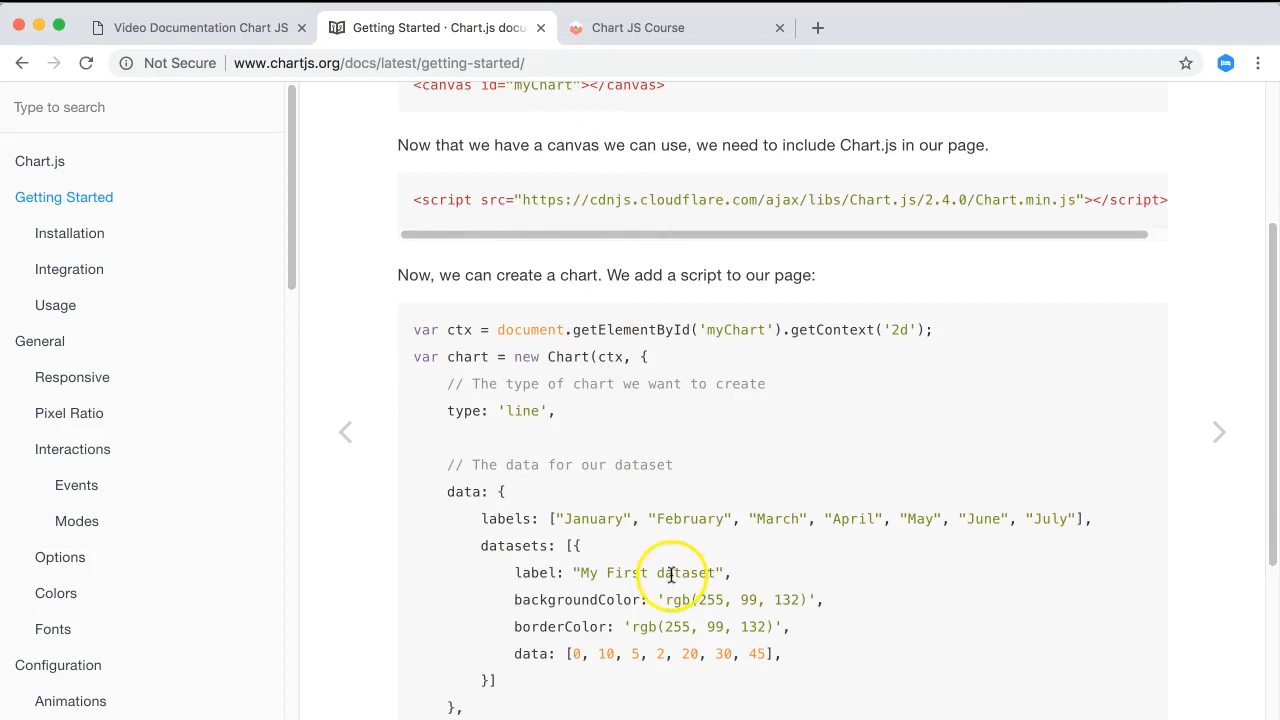 Video Documentation Chart JS
Getting Started · Chart.js docu
Chart JS Course
Not Secure
www.chartjs.org/docs/latest/getting-started/
Type to search
Chart.js
Getting Started
Installation
Integration
Usage
General
Responsive
Pixel Ratio
Interactions
Events
Modes
Options
Colors
Fonts
Configuration
Animations
<canvas id="myChart"></canvas>
Now that we have a canvas we can use, we need to include Chart.js in our page.
<script src="https://cdnjs.cloudflare.com/ajax/libs/Chart.js/2.4.0/Chart.min.js"></script>
Now, we can create a chart. We add a script to our page:
var ctx = document.getElementById('myChart').getContext('2d');
var chart = new Chart(ctx, {
// The type of chart we want to create
type: 'line',
// The data for our dataset
data: {
labels: ["January", "February", "March", "April", "May", "June", "July"],
datasets: [{
label: "My First dataset",
backgroundColor: 'rgb(255, 99, 132)',
borderColor: 'rgb(255, 99, 132)',
data: [0, 10, 5, 2, 20, 30, 45],
}]
},